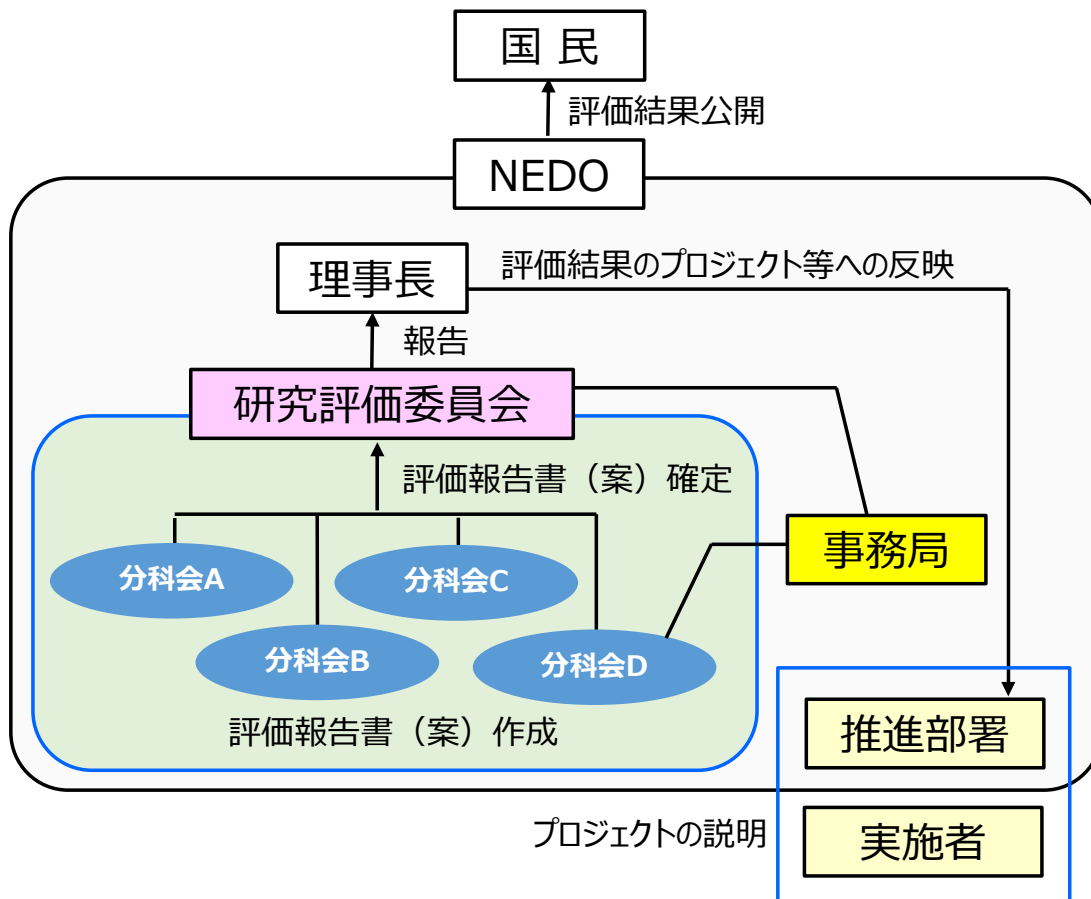 国 民
評価結果公開
NEDO
理事長
評価結果のプロジェクト等への反映
報告
研究評価委員会
評価報告書（案）確定
事務局
分科会A
分科会C
分科会B
分科会D
評価報告書（案）作成
推進部署
プロジェクトの説明
実施者